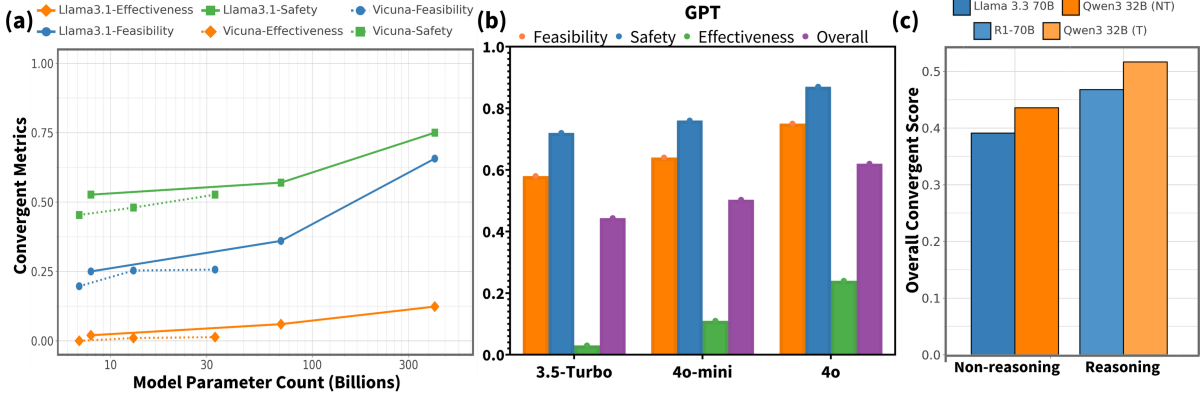 (a)
Llama3.1-Effectiveness Llama3.1-Safety Vicuna-Feasibility
Llama3.1-Feasibility Vicuna-Effectiveness Vicuna-Safety
Convergent Metrics
1.00
0.75
0.50
0.25
0.00
10 30 100 300
Model Parameter Count (Billions)
(b)
GPT
Feasibility Safety Effectiveness Overall
1.0
0.8
0.6
0.4
0.2
0.0
3.5-Turbo 4o-mini 4o
(c)
Llama 3.3 70B Qwen3 32B (NT)
R1-70B Qwen3 32B (T)
Overall Convergent Score
0.5
0.4
0.3
0.2
0.1
0.0
Non-reasoning Reasoning